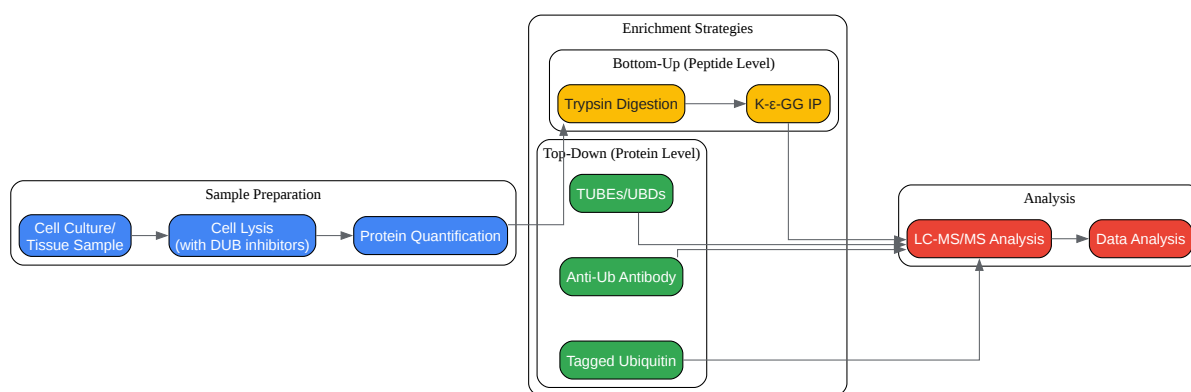 Enrichment Strategies
Bottom-Up (Peptide Level)
Trypsin Digestion
K-ε-GG IP
Top-Down (Protein Level)
TUBEs/UBDs
Anti-Ub Antibody
Tagged Ubiquitin
Sample Preparation
Cell Culture/
Tissue Sample
Cell Lysis
(with DUB inhibitors)
Protein Quantification
Analysis
LC-MS/MS Analysis
Data Analysis